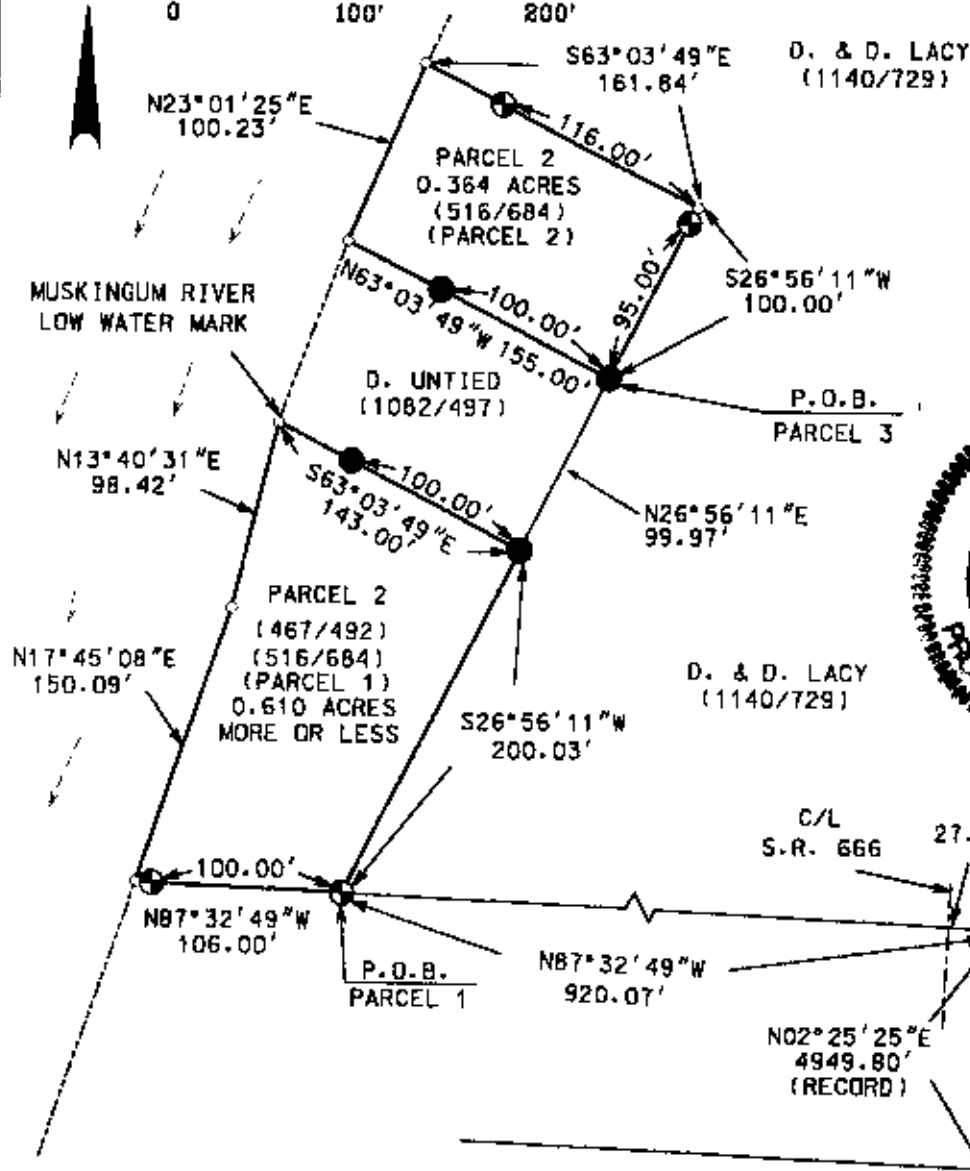 0 100' 200'
S63°03'49"E
161.84'
D. & D. LACY
(1140/729)
N23°01'25"E
100.23'
116.00'
PARCEL 2
0.364 ACRES
(516/684)
(PARCEL 2)
MUSKINGUM RIVER
LOW WATER MARK
N63°03'49"W 155.00'
100.00'
95.00'
S26°56'11"W
100.00'
D. UNTIED
(1082/497)
P.O.B.
PARCEL 3
N13°40'31"E
98.42'
100.00'
S63°03'49"E
143.00'
N26°56'11"E
99.97'
PARCEL 2
(467/492)
(516/684)
(PARCEL 1)
0.610 ACRES
MORE OR LESS
N17°45'08"E
150.09'
D. & D. LACY
(1140/729)
S26°56'11"W
200.03'
C/L
S.R. 666
27.
100.00'
N87°32'49"W
106.00'
P.O.B.
PARCEL 1
N87°32'49"W
920.07'
N02°25'25"E
4949.80'
(RECORD)